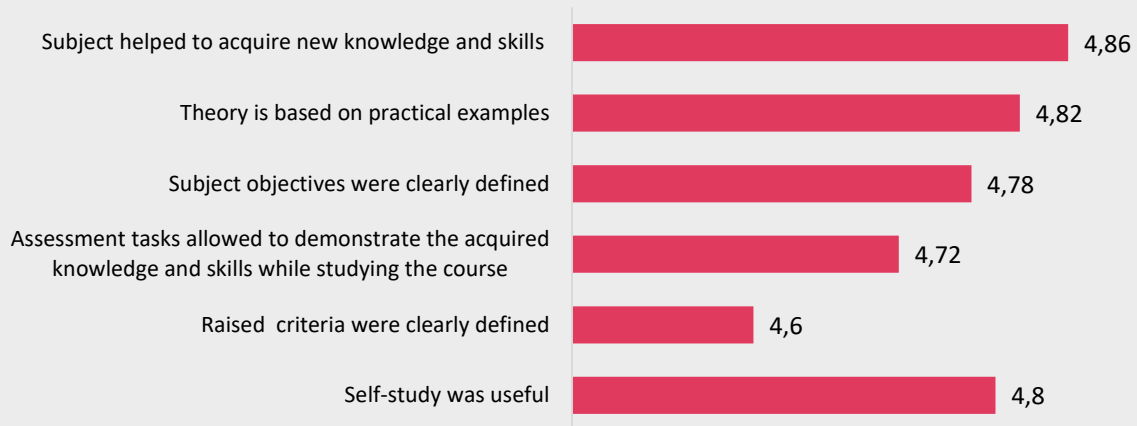 Subject helped to acquire new knowledge and skills
4,86
Theory is based on practical examples
4,82
Subject objectives were clearly defined
4,78
Assessment tasks allowed to demonstrate the acquired
knowledge and skills while studying the course
4,72
Raised criteria were clearly defined
4,6
Self-study was useful
4,8